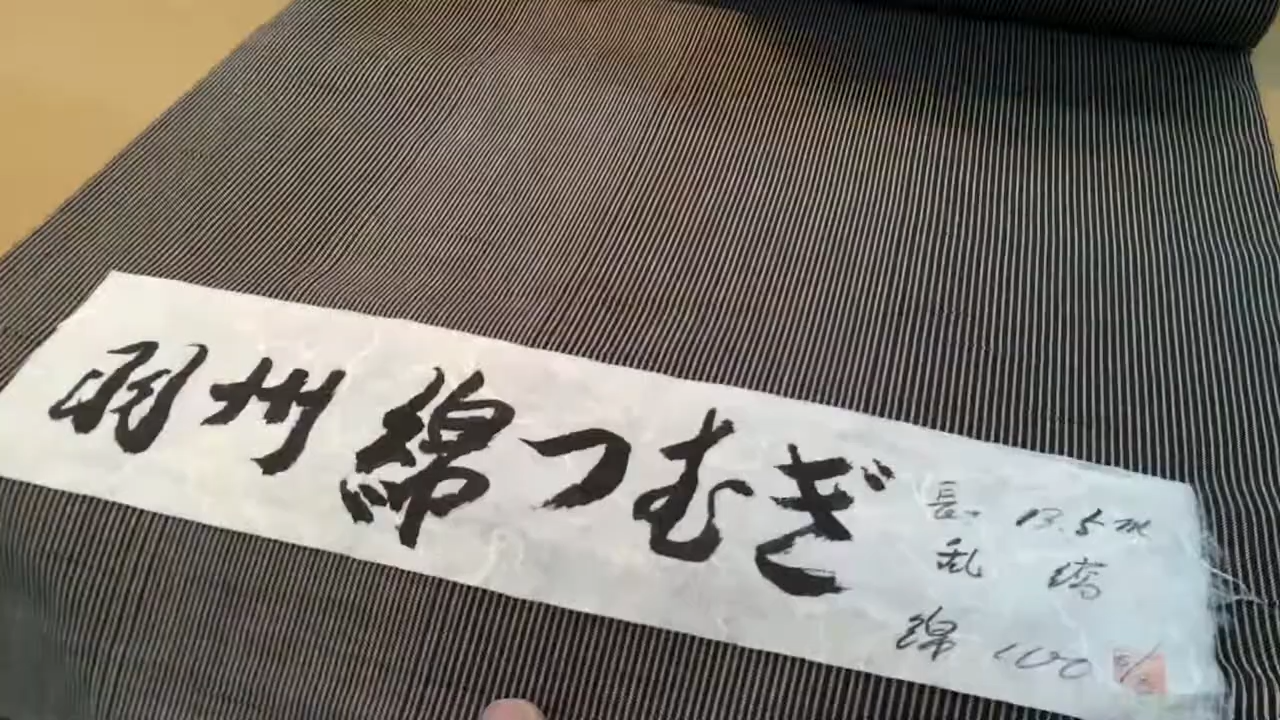 羽州綿つむぎ
長 13.5m
乱 縞
綿 100%